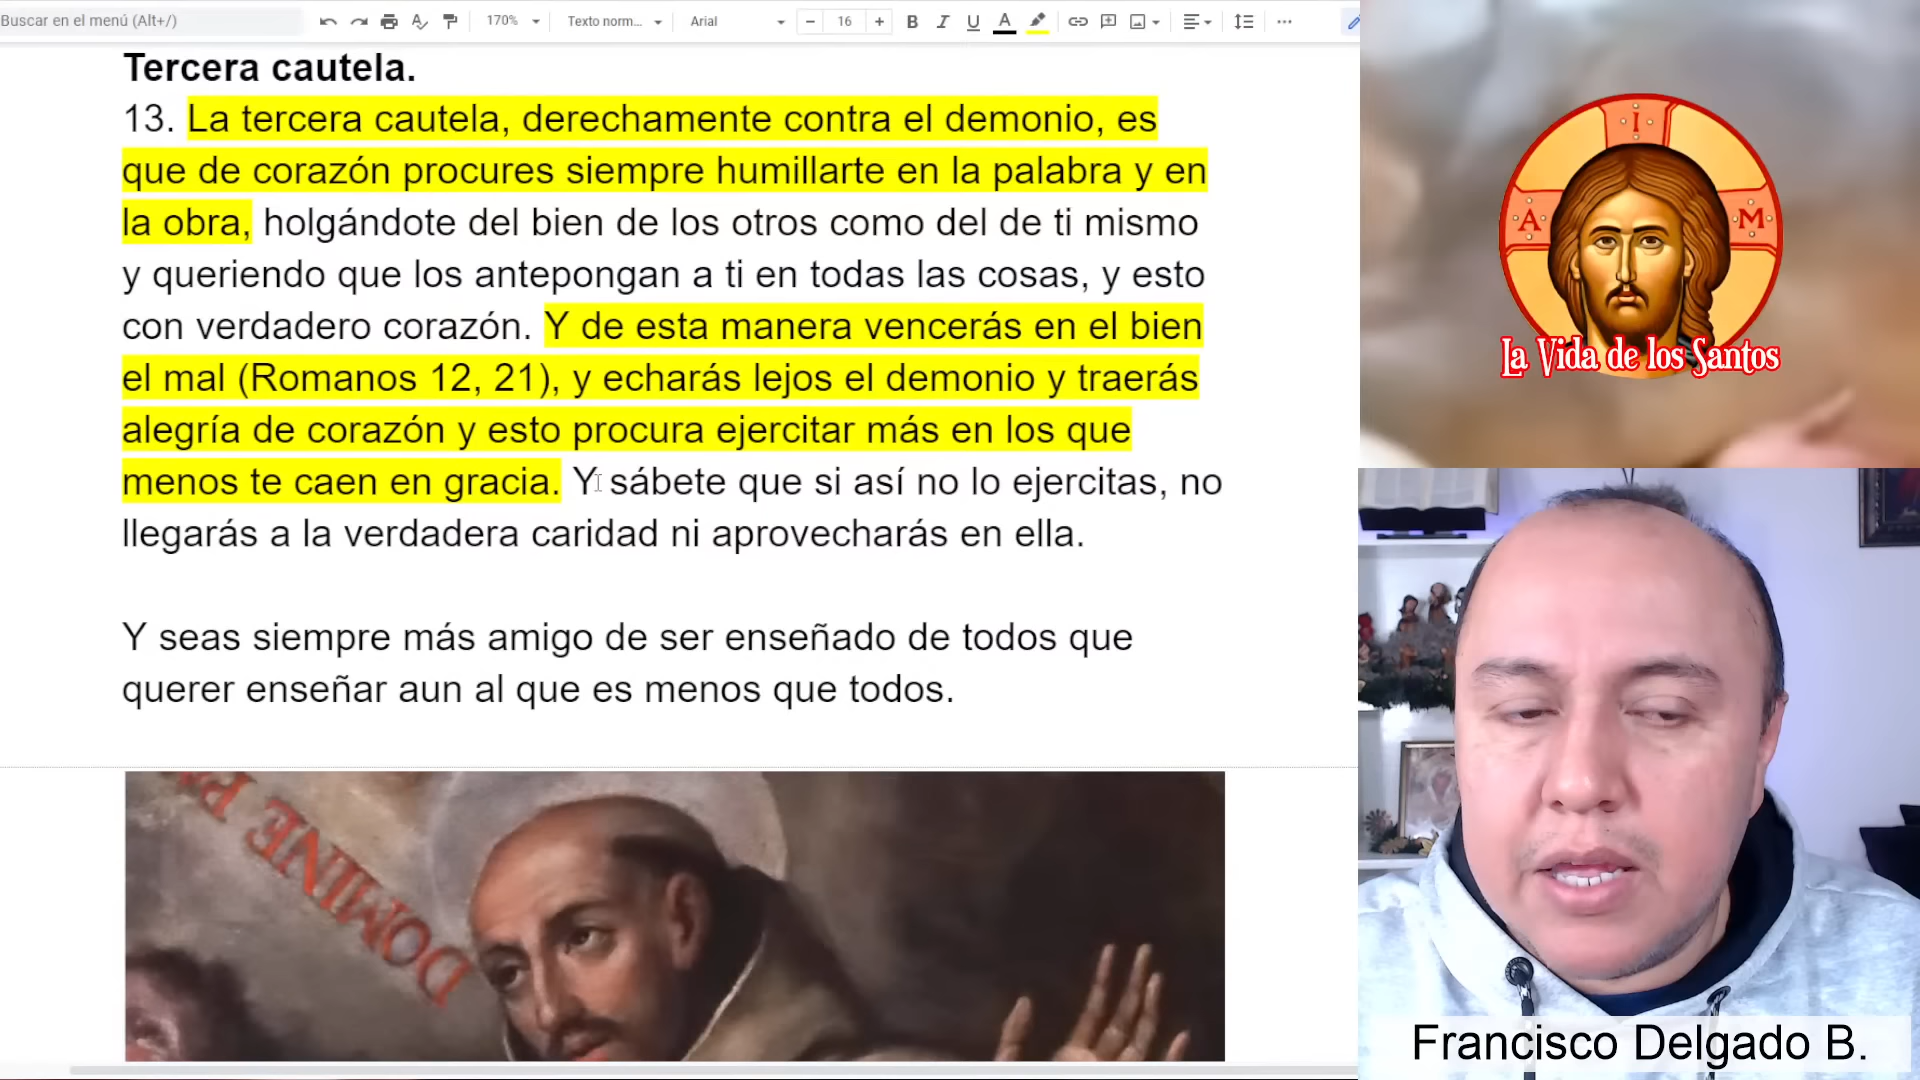 Buscar en el menú (Alt+/)
170%
Texto norm...
Arial
16
B
I
U
A
Tercera cautela.
13. La tercera cautela, derechamente contra el demonio, es
que de corazón procures siempre humillarte en la palabra y en
la obra, holgándote del bien de los otros como del de ti mismo
y queriendo que los antepongan a ti en todas las cosas, y esto
con verdadero corazón. Y de esta manera vencerás en el bien
el mal (Romanos 12, 21), y echarás lejos el demonio y traerás
alegría de corazón y esto procura ejercitar más en los que
menos te caen en gracia. Y sábete que si así no lo ejercitas, no
llegarás a la verdadera caridad ni aprovecharás en ella.
Y seas siempre más amigo de ser enseñado de todos que
querer enseñar aun al que es menos que todos.
DOMINE P
I
A M
La Vida de los Santos
Francisco Delgado B.